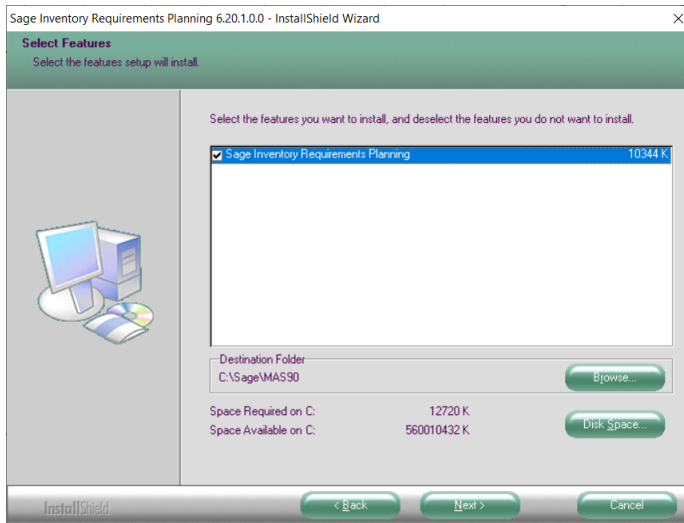 Sage Inventory Requirements Planning 6.20.1.0.0 - InstallShield Wizard
Select Features
Select the features setup will install.
Select the features you want to install, and deselect the features you do not want to install.
Sage Inventory Requirements Planning 10344 K
Destination Folder
C:\Sage\MAS90
Browse...
Space Required on C: 12720 K
Space Available on C: 560010432 K
Disk Space...
InstallShield
< Back
Next >
Cancel